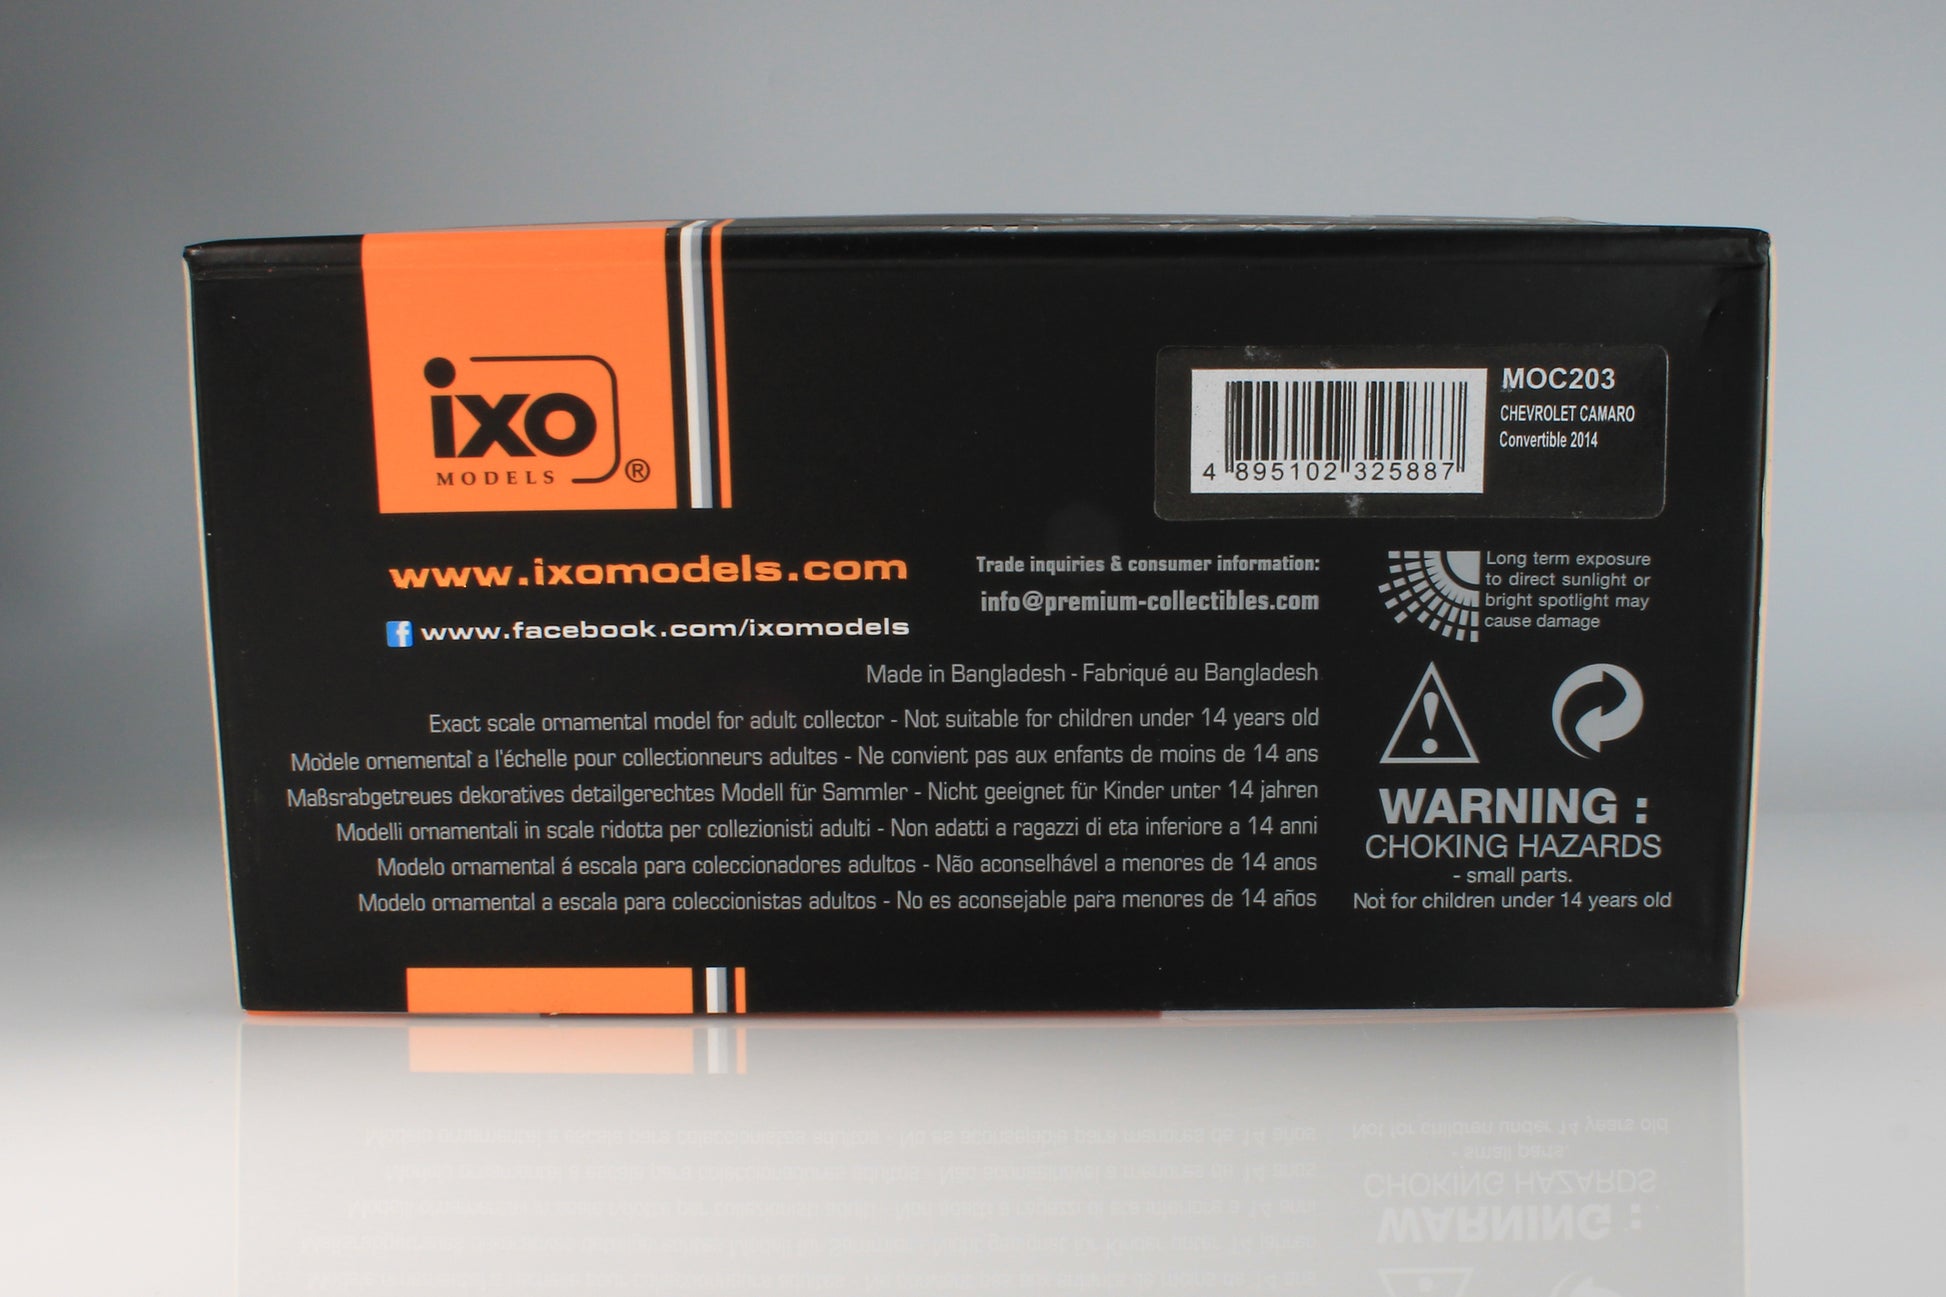 ixo
MODELS ®
MOC203
CHEVROLET CAMARO
Convertible 2014
4 895102 325887
www.ixomodels.com
f www.facebook.com/ixomodels
Trade inquiries & consumer information:
info@premium-collectibles.com
Long term exposure
to direct sunlight or
bright spotlight may
cause damage
Made in Bangladesh - Fabriqué au Bangladesh
Exact scale ornamental model for adult collector - Not suitable for children under 14 years old
Modele ornemental a l'échelle pour collectionneurs adultes - Ne convient pas aux enfants de moins de 14 ans
Maßsrabgetreues dekoratives detailgerechtes Modell für Sammler - Nicht geeignet für Kinder unter 14 jahren
Modelli ornamentali in scale ridotta per collezionisti adulti - Non adatti a ragazzi di eta inferiore a 14 anni
Modelo ornamental á escala para coleccionadores adultos - Não aconselhável a menores de 14 anos
Modelo ornamental a escala para coleccionistas adultos - No es aconsejable para menores de 14 años
WARNING :
CHOKING HAZARDS
- small parts.
Not for children under 14 years old